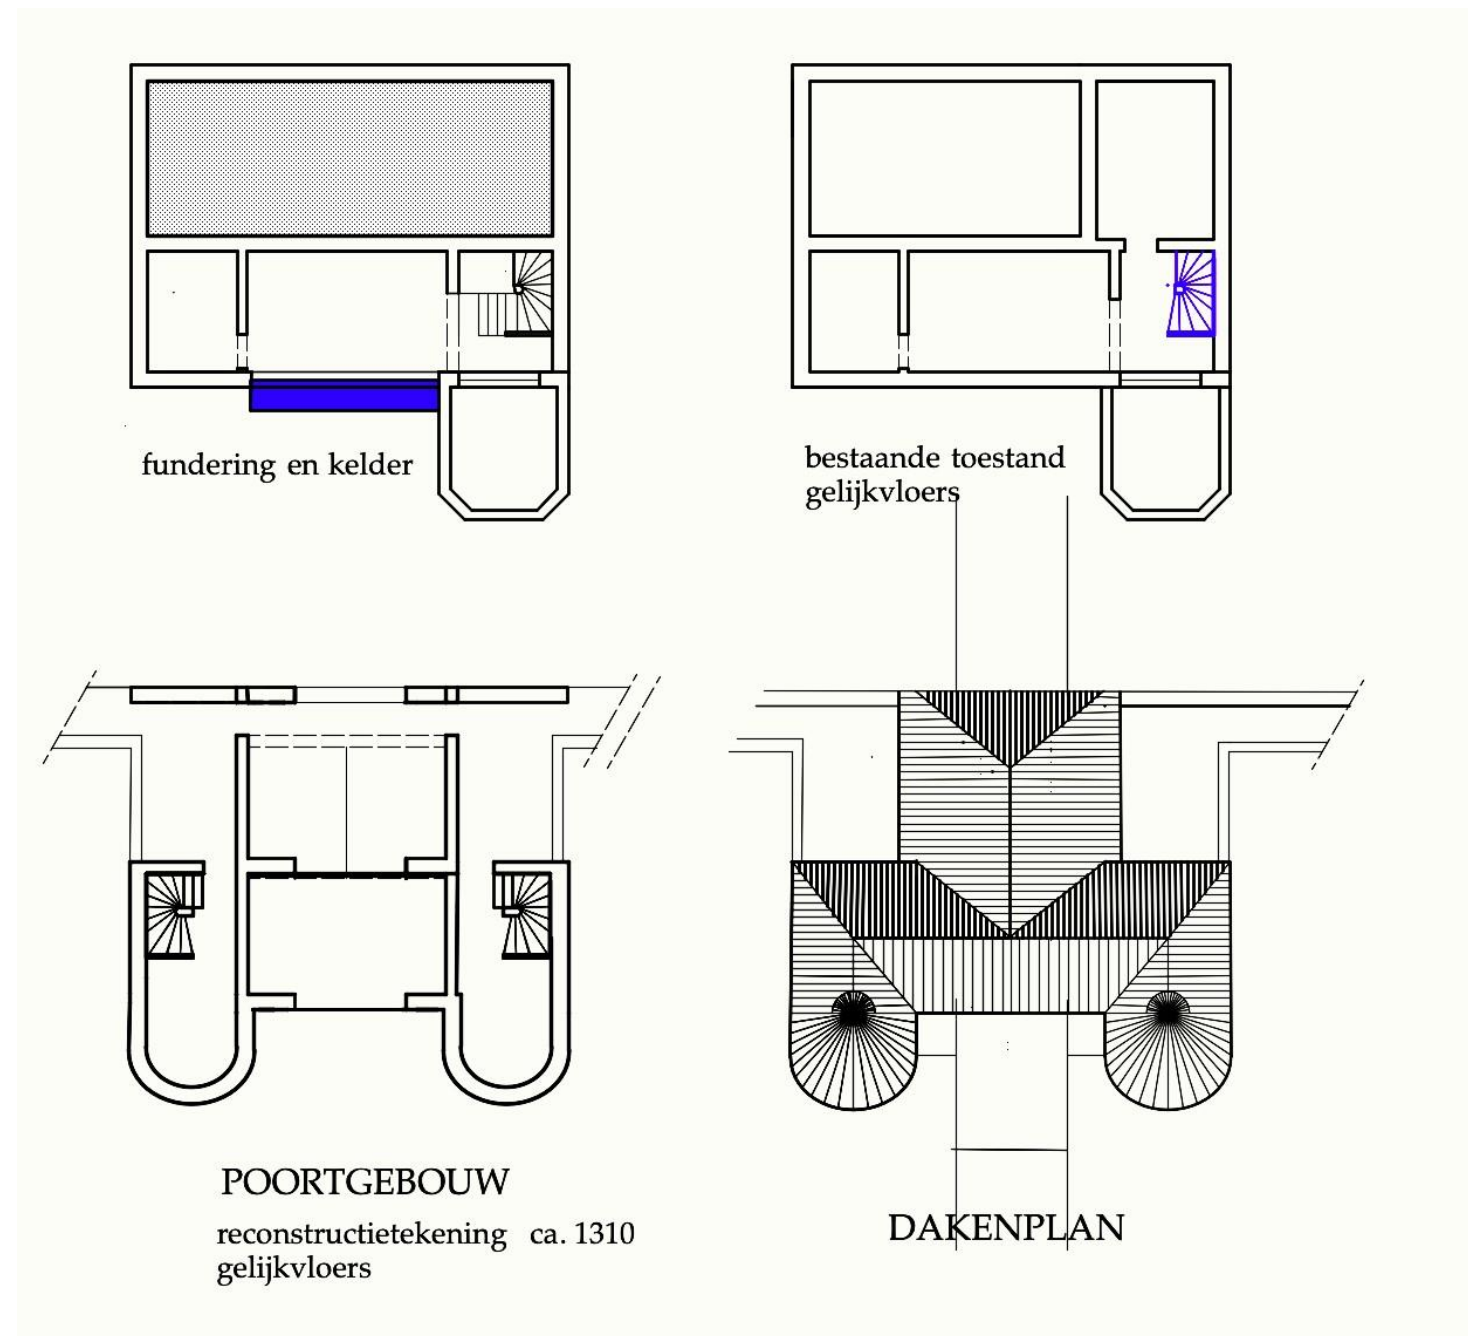 fundering en kelder
bestaande toestand
gelijkvloers
POORTGEBOUW
reconstructietekening ca. 1310
gelijkvloers
DAKENPLAN